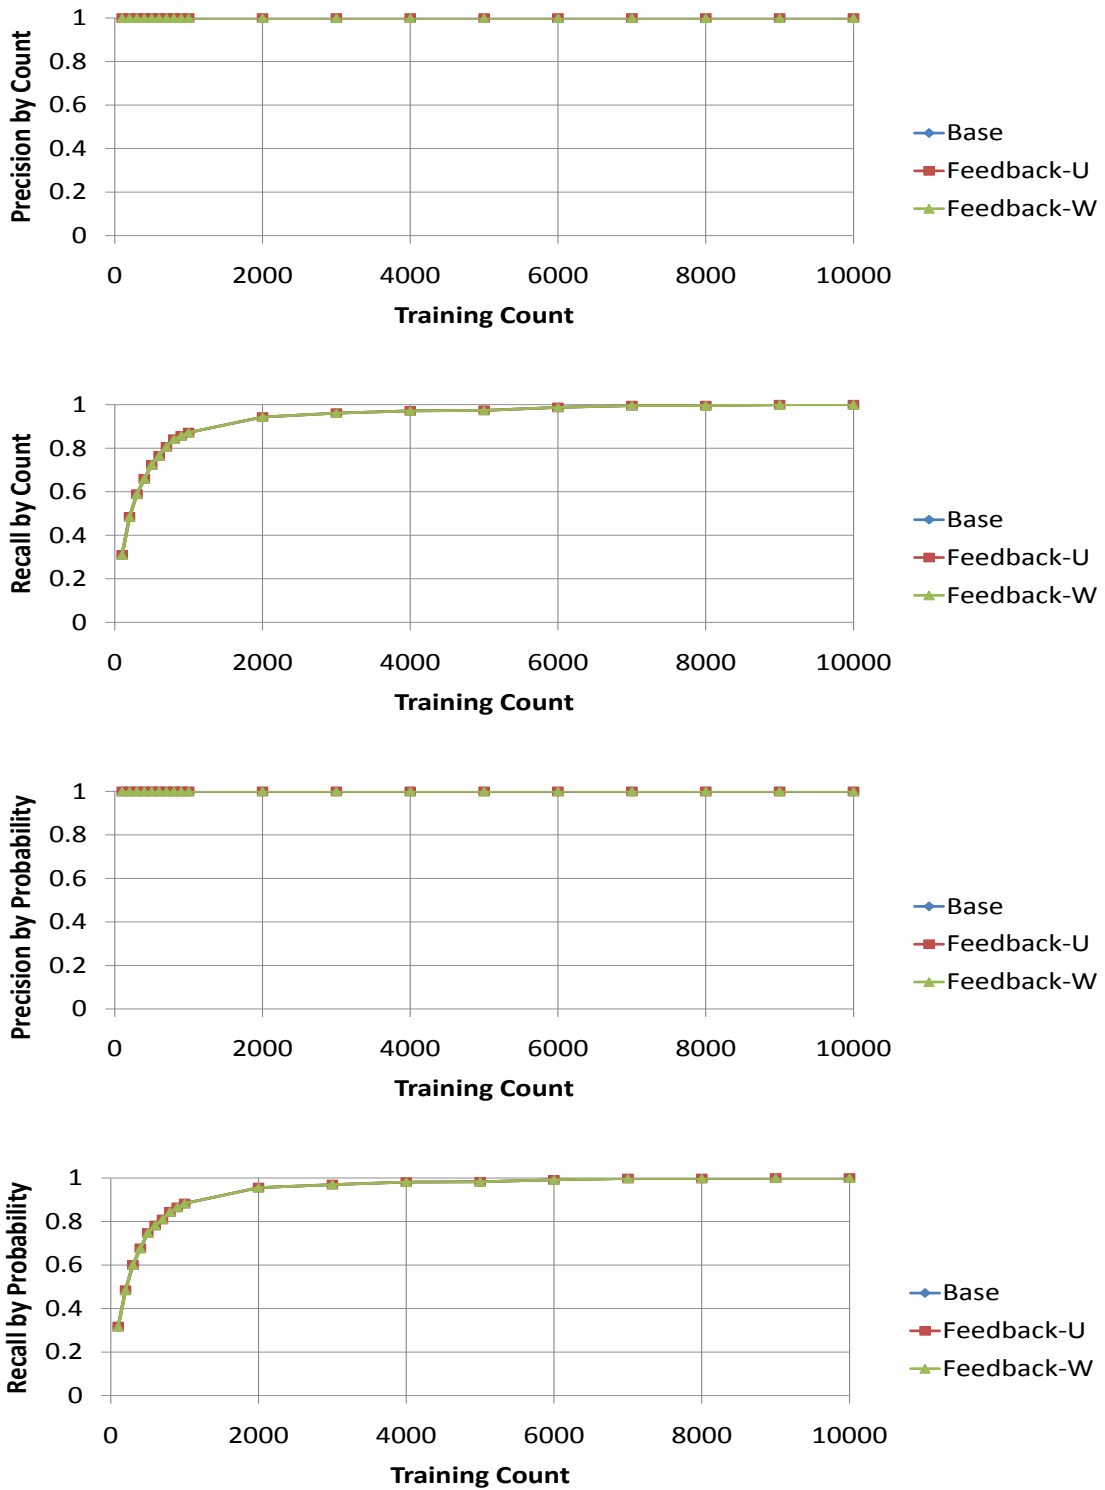 Precision by Count
1
0.8
0.6
0.4
0.2
0
0 2000 4000 6000 8000 10000
Training Count
Base
Feedback-U
Feedback-W
Recall by Count
1
0.8
0.6
0.4
0.2
0
0 2000 4000 6000 8000 10000
Training Count
Base
Feedback-U
Feedback-W
Precision by Probability
1
0.8
0.6
0.4
0.2
0
0 2000 4000 6000 8000 10000
Training Count
Base
Feedback-U
Feedback-W
Recall by Probability
1
0.8
0.6
0.4
0.2
0
0 2000 4000 6000 8000 10000
Training Count
Base
Feedback-U
Feedback-W